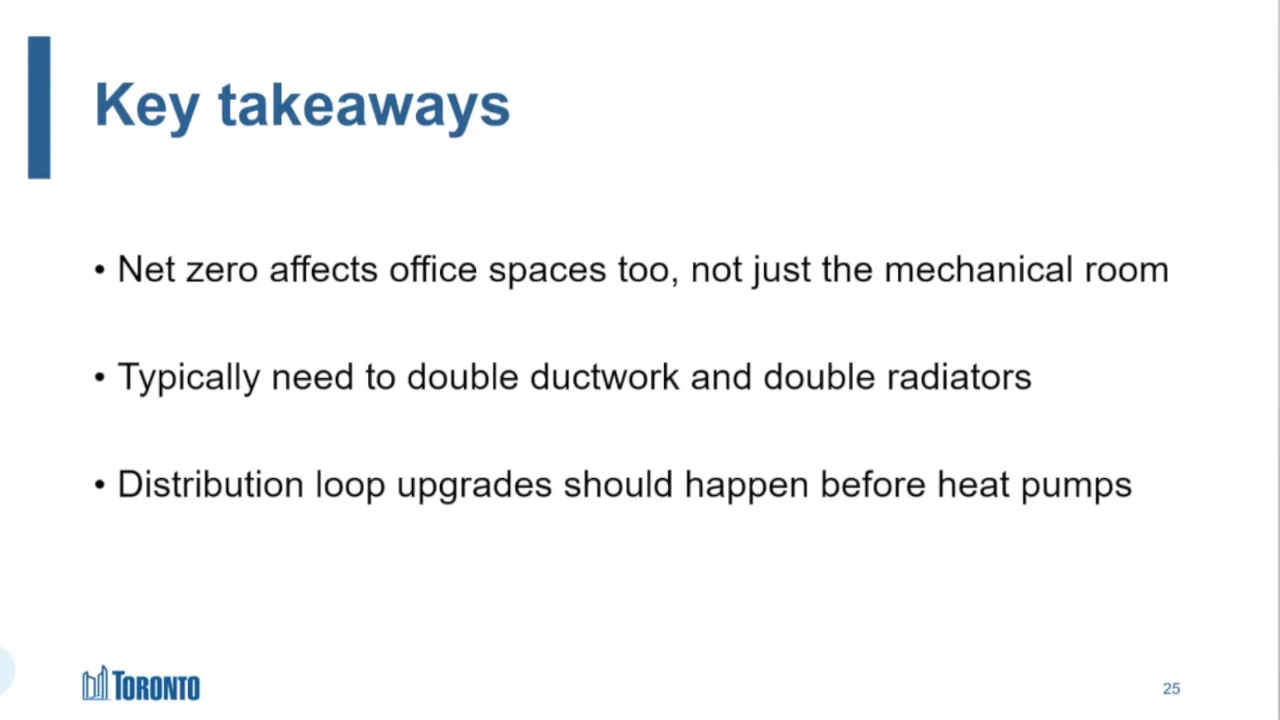 Key takeaways
• Net zero affects office spaces too, not just the mechanical room
• Typically need to double ductwork and double radiators
• Distribution loop upgrades should happen before heat pumps
TORONTO
25